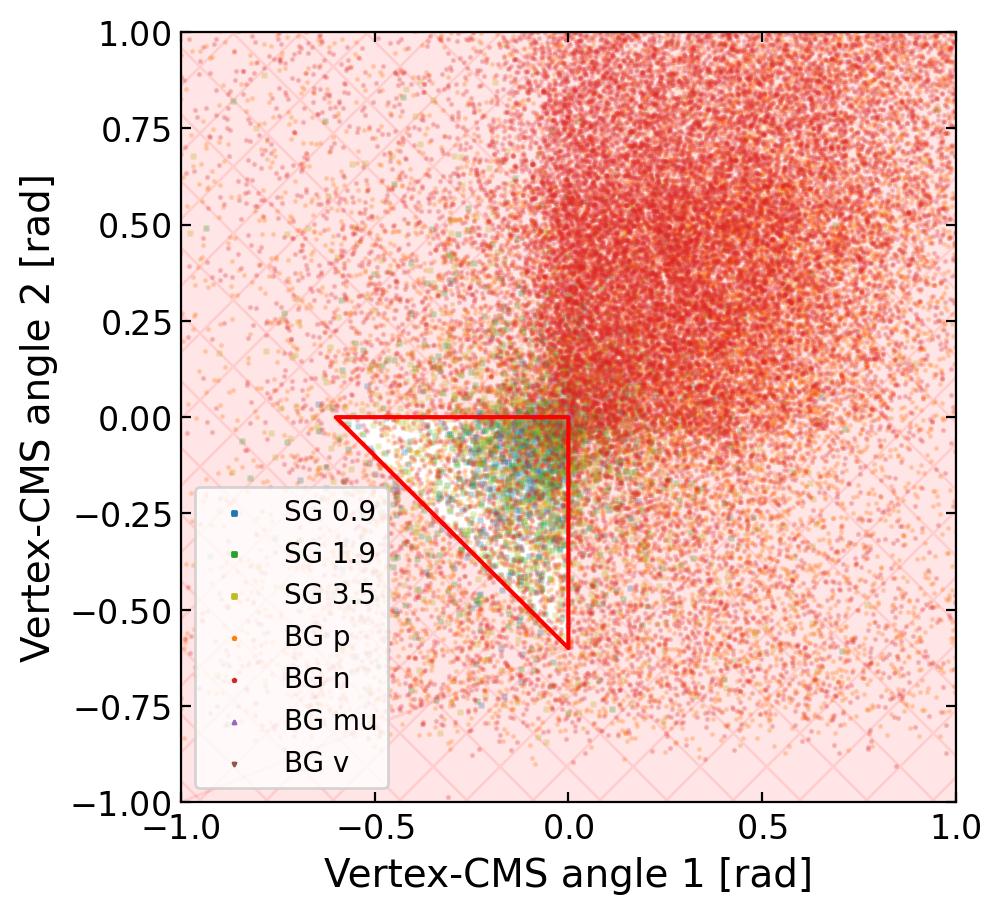 1.00
0.75
0.50
0.25
0.00
−0.25
−0.50
−0.75
−1.00
Vertex-CMS angle 2 [rad]
SG 0.9
SG 1.9
SG 3.5
BG p
BG n
BG mu
BG v
−1.0 −0.5 0.0 0.5 1.0
Vertex-CMS angle 1 [rad]